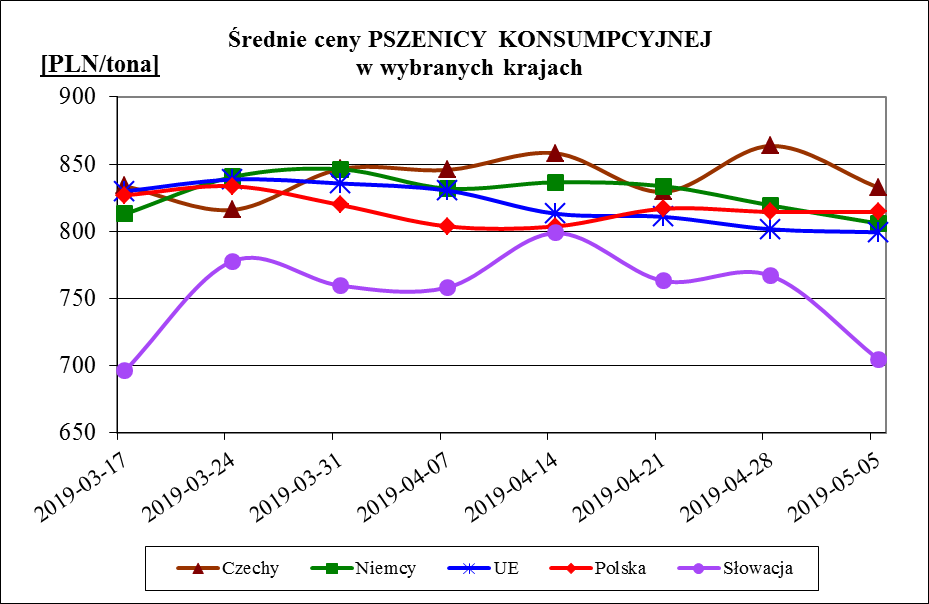 Średnie ceny PSZENICY KONSUMPCYJNEJ
w wybranych krajach
[PLN/tona]
900
850
800
750
700
650
2019-03-17
2019-03-24
2019-03-31
2019-04-07
2019-04-14
2019-04-21
2019-04-28
2019-05-05
Czechy
Niemcy
UE
Polska
Słowacja